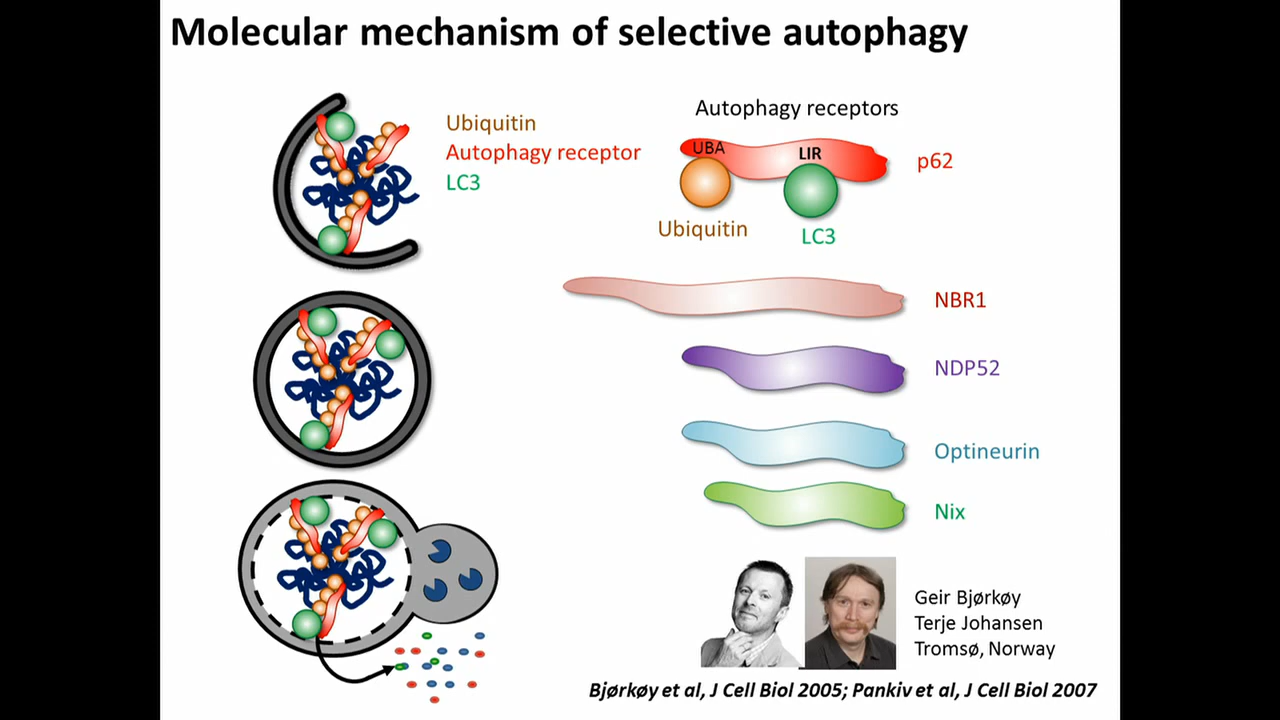 Molecular mechanism of selective autophagy
Ubiquitin
Autophagy receptor
LC3
Autophagy receptors
UBA
LIR
p62
Ubiquitin
LC3
NBR1
NDP52
Optineurin
Nix
Geir Bjørkøy
Terje Johansen
Tromsø, Norway
Bjørkøy et al, J Cell Biol 2005; Pankiv et al, J Cell Biol 2007